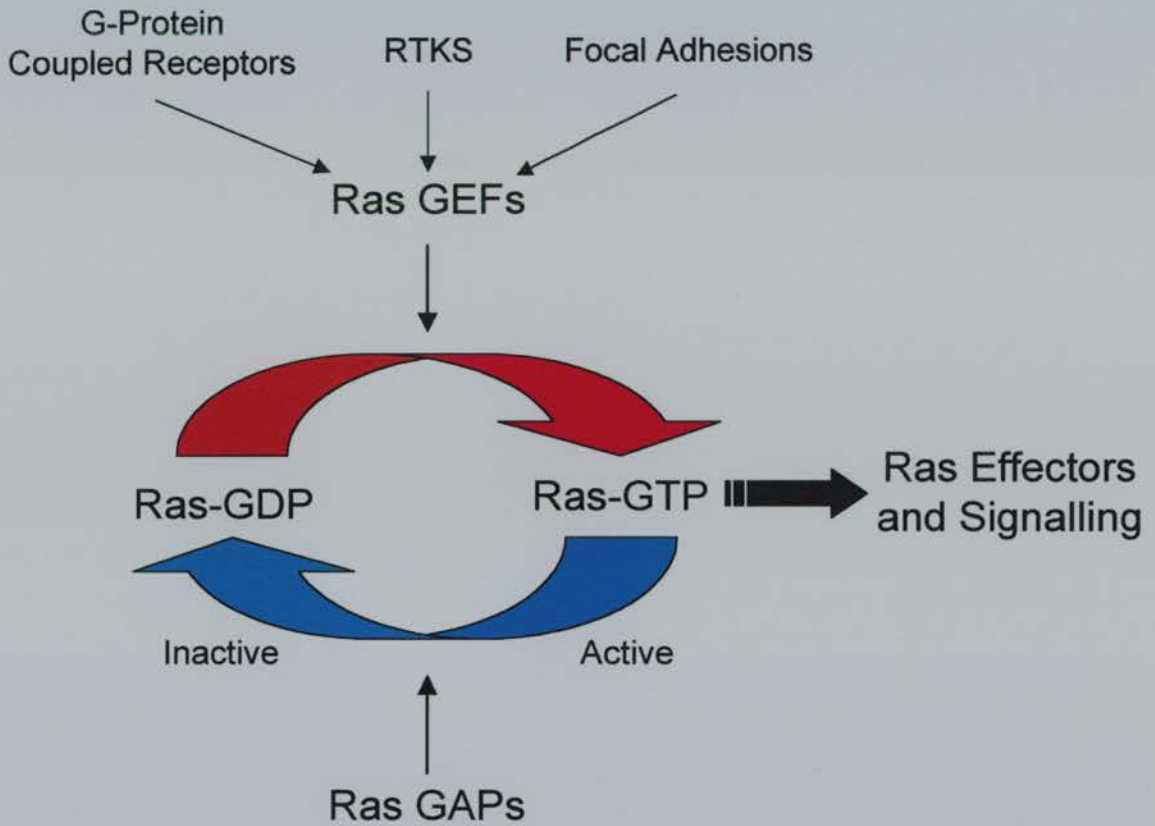 G-Protein
Coupled Receptors
RTKS
Focal Adhesions
Ras GEFs
Ras-GDP
Ras-GTP
Ras Effectors
and Signalling
Inactive
Active
Ras GAPs